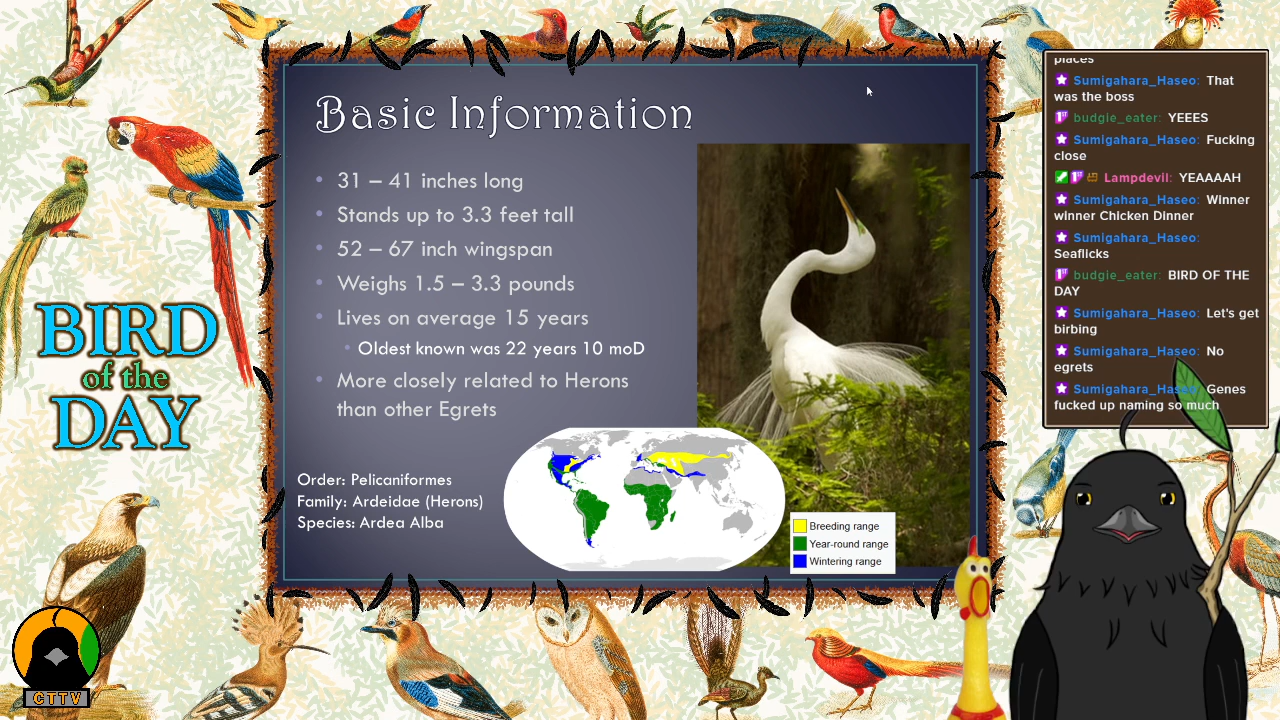 Basic Information
31 – 41 inches long
Stands up to 3.3 feet tall
52 – 67 inch wingspan
Weighs 1.5 – 3.3 pounds
Lives on average 15 years
Oldest known was 22 years 10 moD
More closely related to Herons
than other Egrets
Order: Pelicaniformes
Family: Ardeidae (Herons)
Species: Ardea Alba
Breeding range
Year-round range
Wintering range
BIRD
of the
DAY
CTTV
places
Sumigahara_Haseo: That
was the boss
budgie_eater: YEEES
Sumigahara_Haseo: Fucking
close
Lampdevil: YEAAAAH
Sumigahara_Haseo: Winner
winner Chicken Dinner
Sumigahara_Haseo:
Seaflicks
budgie_eater: BIRD OF THE
DAY
Sumigahara_Haseo: Let's get
birbing
Sumigahara_Haseo: No
egrets
Sumigahara_Haseo: Genes
fucked up naming so much